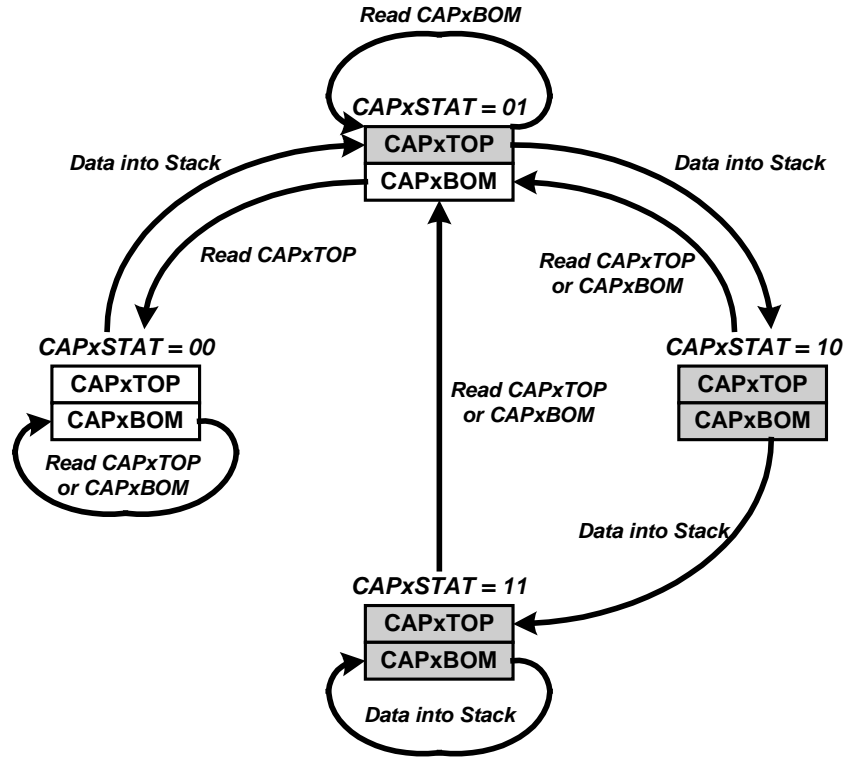 Read CAPxBOM
CAPxSTAT = 01
CAPxTOP
CAPxBOM
Data into Stack
Data into Stack
Read CAPxTOP
Read CAPxTOP
or CAPxBOM
CAPxSTAT = 00
CAPxTOP
CAPxBOM
Read CAPxTOP
or CAPxBOM
CAPxSTAT = 10
CAPxTOP
CAPxBOM
Read CAPxTOP
or CAPxBOM
Data into Stack
CAPxSTAT = 11
CAPxTOP
CAPxBOM
Data into Stack